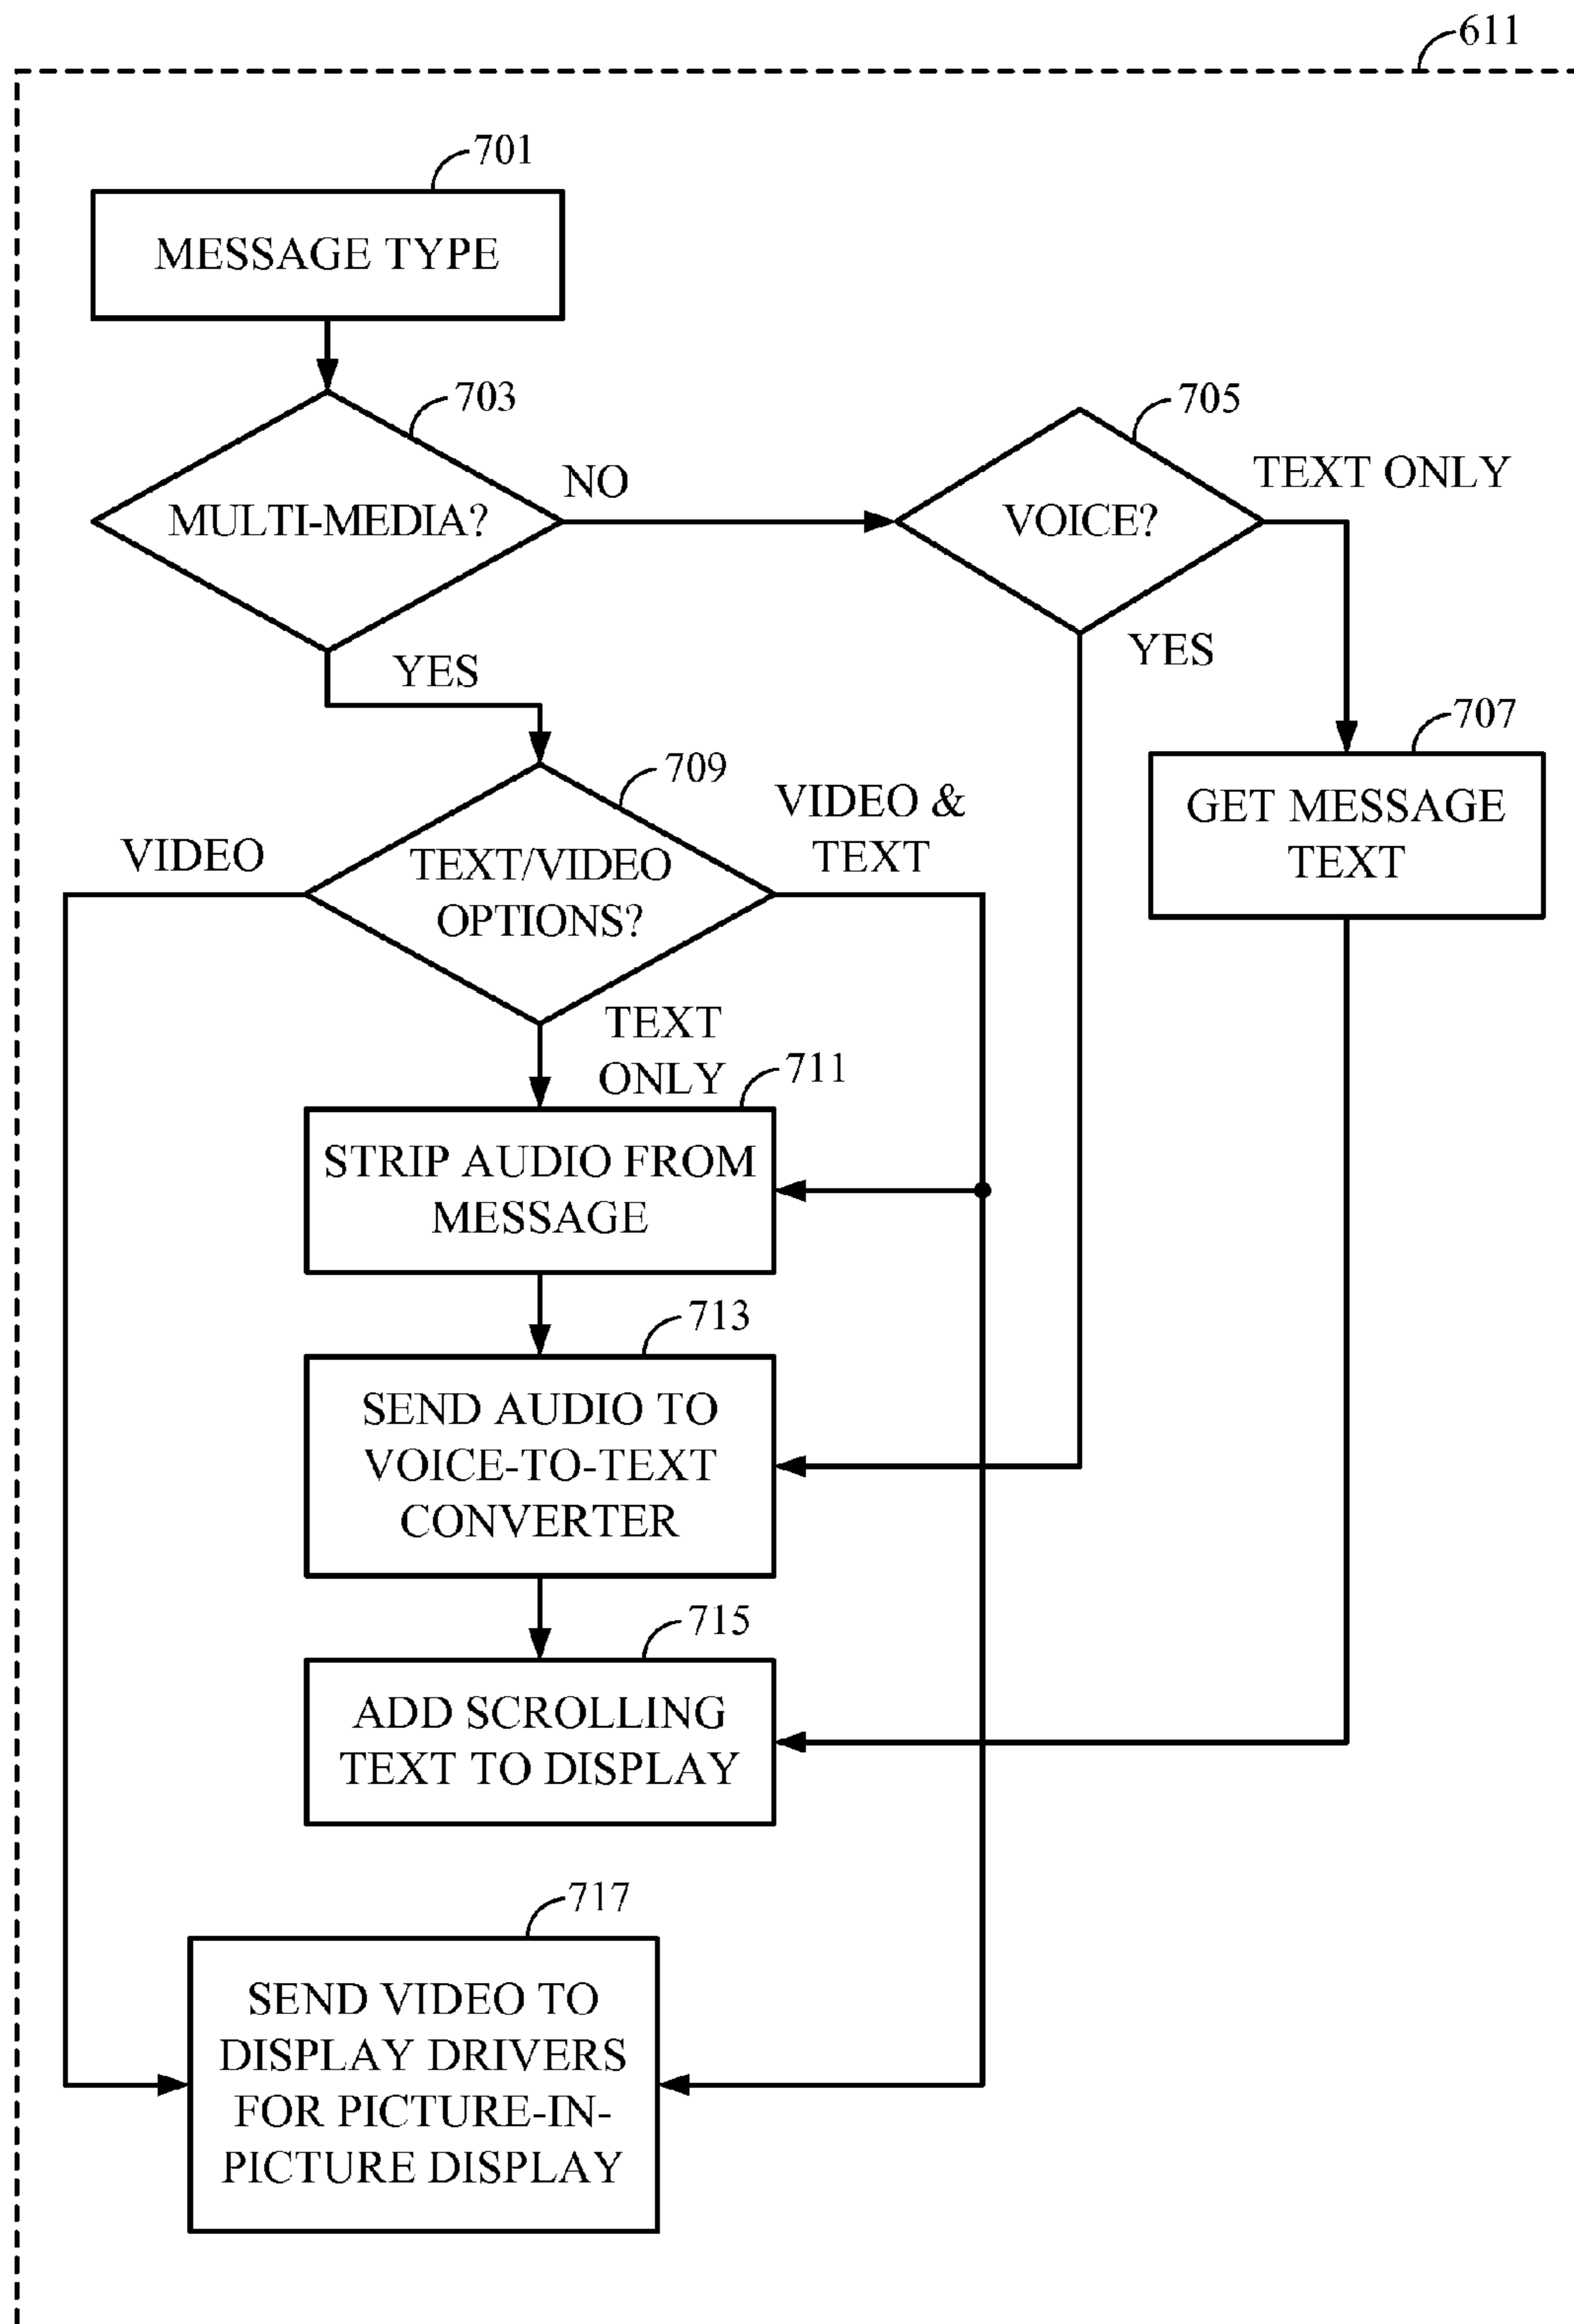 611
701
MESSAGE TYPE
703
MULTI-MEDIA?
NO
705
VOICE?
TEXT ONLY
YES
YES
707
GET MESSAGE
TEXT
709
TEXT/VIDEO
OPTIONS?
VIDEO
VIDEO &
TEXT
TEXT
ONLY
711
STRIP AUDIO FROM
MESSAGE
713
SEND AUDIO TO
VOICE-TO-TEXT
CONVERTER
715
ADD SCROLLING
TEXT TO DISPLAY
717
SEND VIDEO TO
DISPLAY DRIVERS
FOR PICTURE-IN-
PICTURE DISPLAY